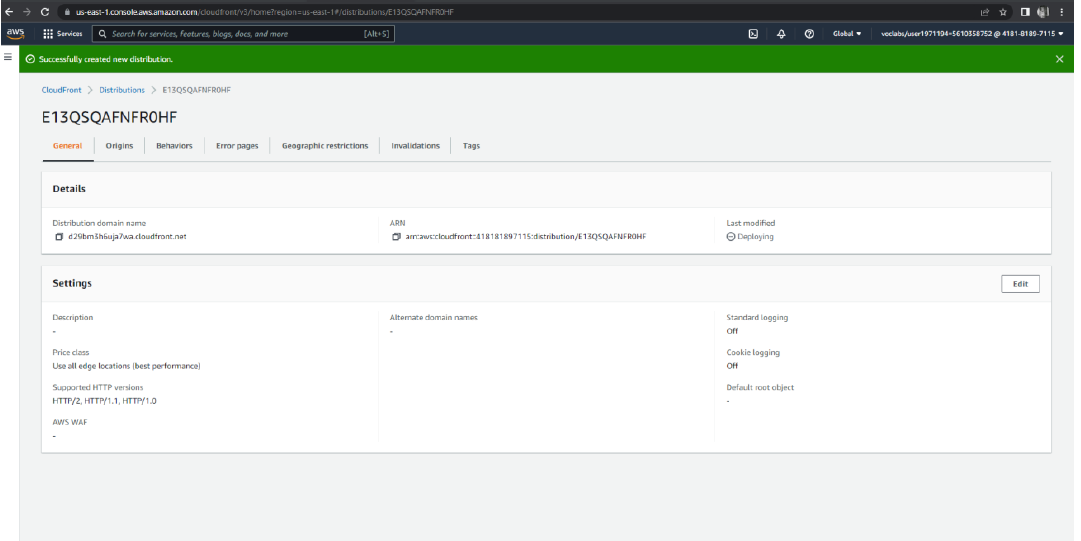 us-east-1.console.aws.amazon.com/cloudfront/v3/home?region=us-east-1#/distributions/E13QSQAFNFR0HF
aws
Services
Search for services, features, blogs, docs, and more
[Alt+S]
Global
voclabs/user1971194=5610358752 @ 4181-8189-7115
Successfully created new distribution.
CloudFront
Distributions
E13QSQAFNFR0HF
E13QSQAFNFR0HF
General
Origins
Behaviors
Error pages
Geographic restrictions
Invalidations
Tags
Details
Distribution domain name
d29bm3h6uja7wa.cloudfront.net
ARN
arn:aws:cloudfront::418181897115:distribution/E13QSQAFNFR0HF
Last modified
Deploying
Settings
Edit
Description
-
Price class
Use all edge locations (best performance)
Supported HTTP versions
HTTP/2, HTTP/1.1, HTTP/1.0
AWS WAF
-
Alternate domain names
-
Standard logging
Off
Cookie logging
Off
Default root object
-